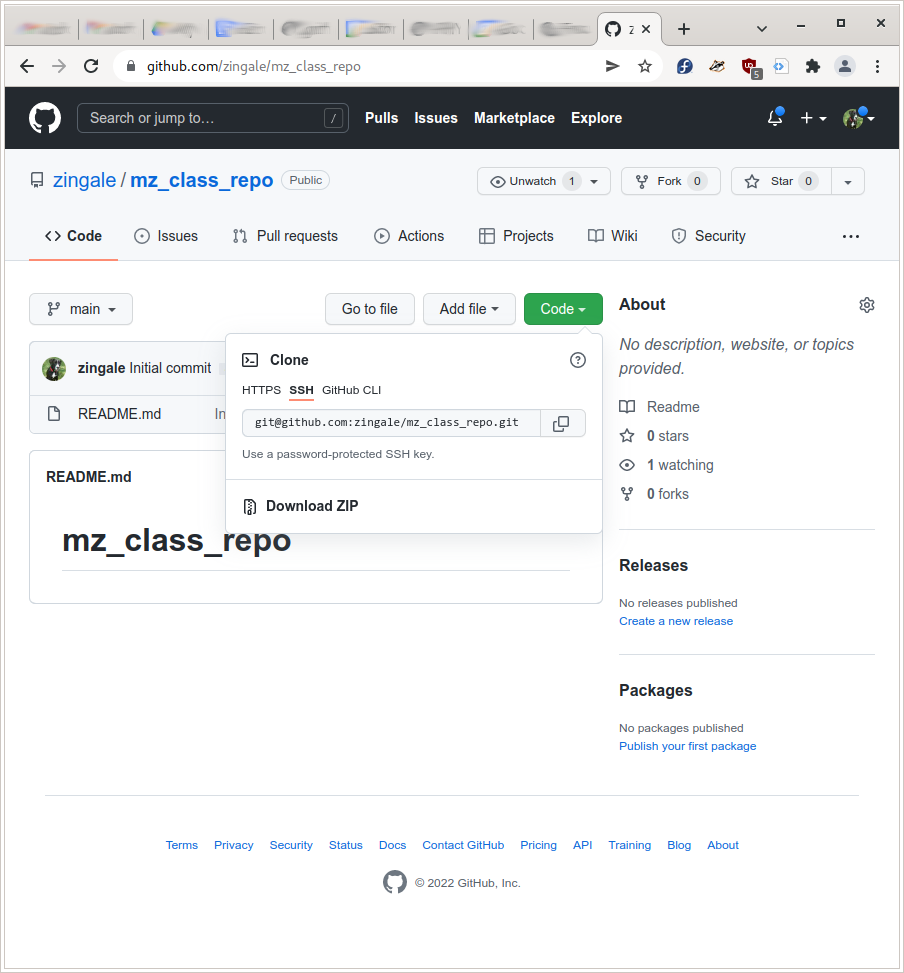 2
github.com/zingale/mz_class_repo
5
Search or jump to… /
Pulls Issues Marketplace Explore
zingale / mz_class_repo Public
Unwatch 1 Fork 0 Star 0
Code Issues Pull requests Actions Projects Wiki Security
main Go to file Add file Code
zingale Initial commit
README.md In
Clone
HTTPS SSH GitHub CLI
git@github.com:zingale/mz_class_repo.git
Use a password-protected SSH key.
Download ZIP
README.md
mz_class_repo
About
No description, website, or topics
provided.
Readme
0 stars
1 watching
0 forks
Releases
No releases published
Create a new release
Packages
No packages published
Publish your first package
Terms Privacy Security Status Docs Contact GitHub Pricing API Training Blog About
© 2022 GitHub, Inc.